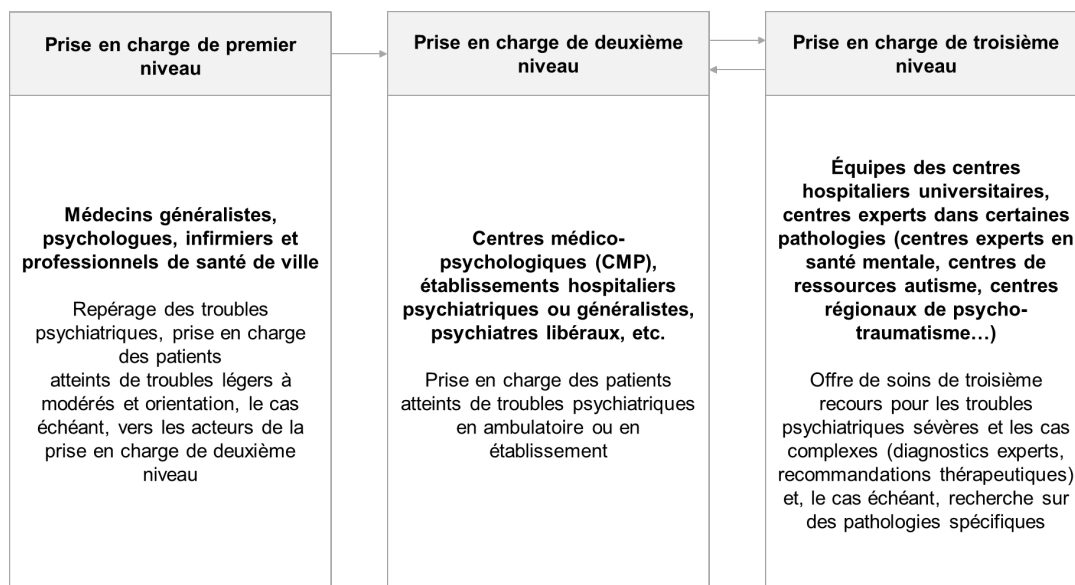 Prise en charge de premier
niveau
Médecins généralistes,
psychologues, infirmiers et
professionnels de santé de ville
Repérage des troubles
psychiatriques, prise en charge
des patients
atteints de troubles légers à
modérés et orientation, le cas
échéant, vers les acteurs de la
prise en charge de deuxième
niveau
Prise en charge de deuxième
niveau
Centres médico-
psychologiques (CMP),
établissements hospitaliers
psychiatriques ou généralistes,
psychiatres libéraux, etc.
Prise en charge des patients
atteints de troubles psychiatriques
en ambulatoire ou en
établissement
Prise en charge de troisième
niveau
Équipes des centres
hospitaliers universitaires,
centres experts dans certaines
pathologies (centres experts en
santé mentale, centres de
ressources autisme, centres
régionaux de psycho-
traumatisme…)
Offre de soins de troisième
recours pour les troubles
psychiatriques sévères et les cas
complexes (diagnostics experts,
recommandations thérapeutiques)
et, le cas échéant, recherche sur
des pathologies spécifiques